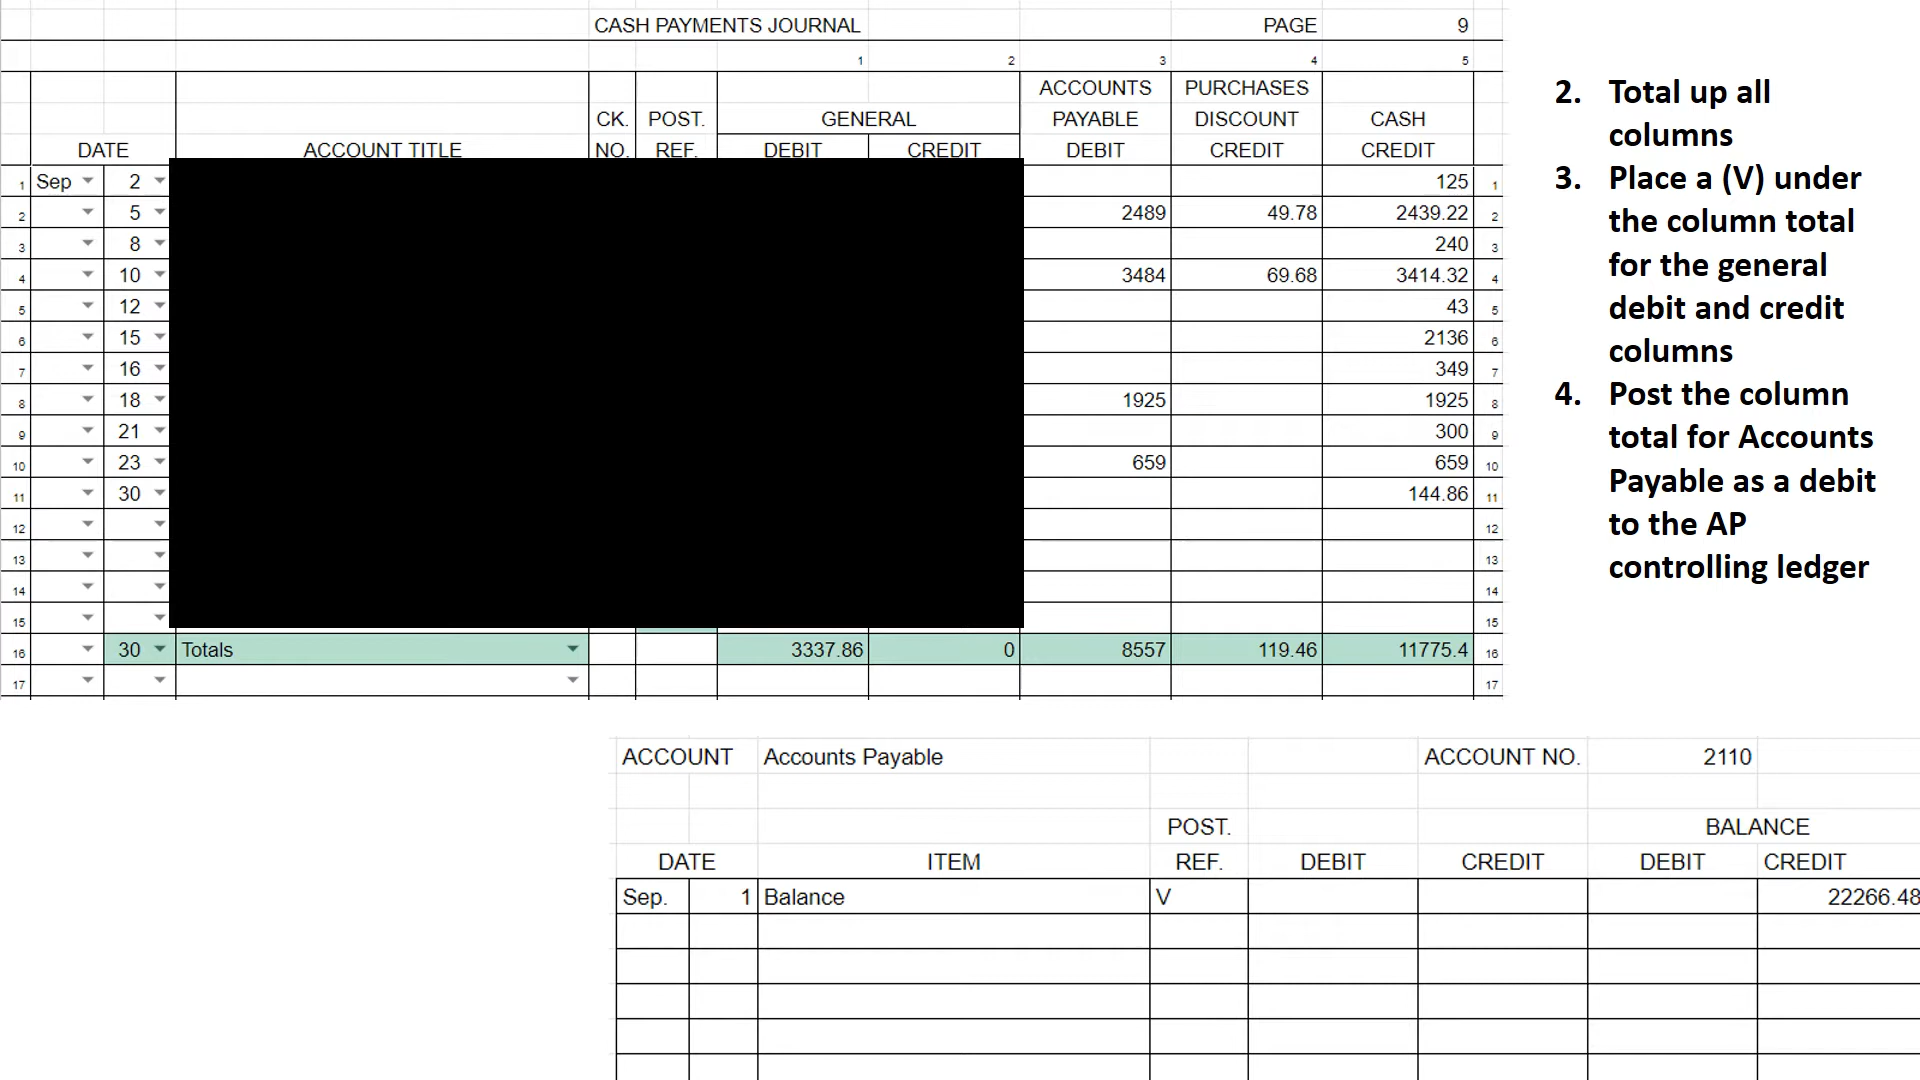 CASH PAYMENTS JOURNAL PAGE 9
1 2 3 4 5
ACCOUNTS PURCHASES
CK. POST. GENERAL PAYABLE DISCOUNT CASH
DATE ACCOUNT TITLE NO. REF. DEBIT CREDIT DEBIT CREDIT CREDIT
1 Sep 2 125 1
2 5 2489 49.78 2439.22 2
3 8 240 3
4 10 3484 69.68 3414.32 4
5 12 43 5
6 15 2136 6
7 16 349 7
8 18 1925 1925 8
9 21 300 9
10 23 659 659 10
11 30 144.86 11
12 12
13 13
14 14
15 15
16 30 Totals 3337.86 0 8557 119.46 11775.4 16
17 17
2. Total up all
columns
3. Place a (V) under
the column total
for the general
debit and credit
columns
4. Post the column
total for Accounts
Payable as a debit
to the AP
controlling ledger
ACCOUNT Accounts Payable ACCOUNT NO. 2110
POST. BALANCE
DATE ITEM REF. DEBIT CREDIT DEBIT CREDIT
Sep. 1 Balance V 22266.48